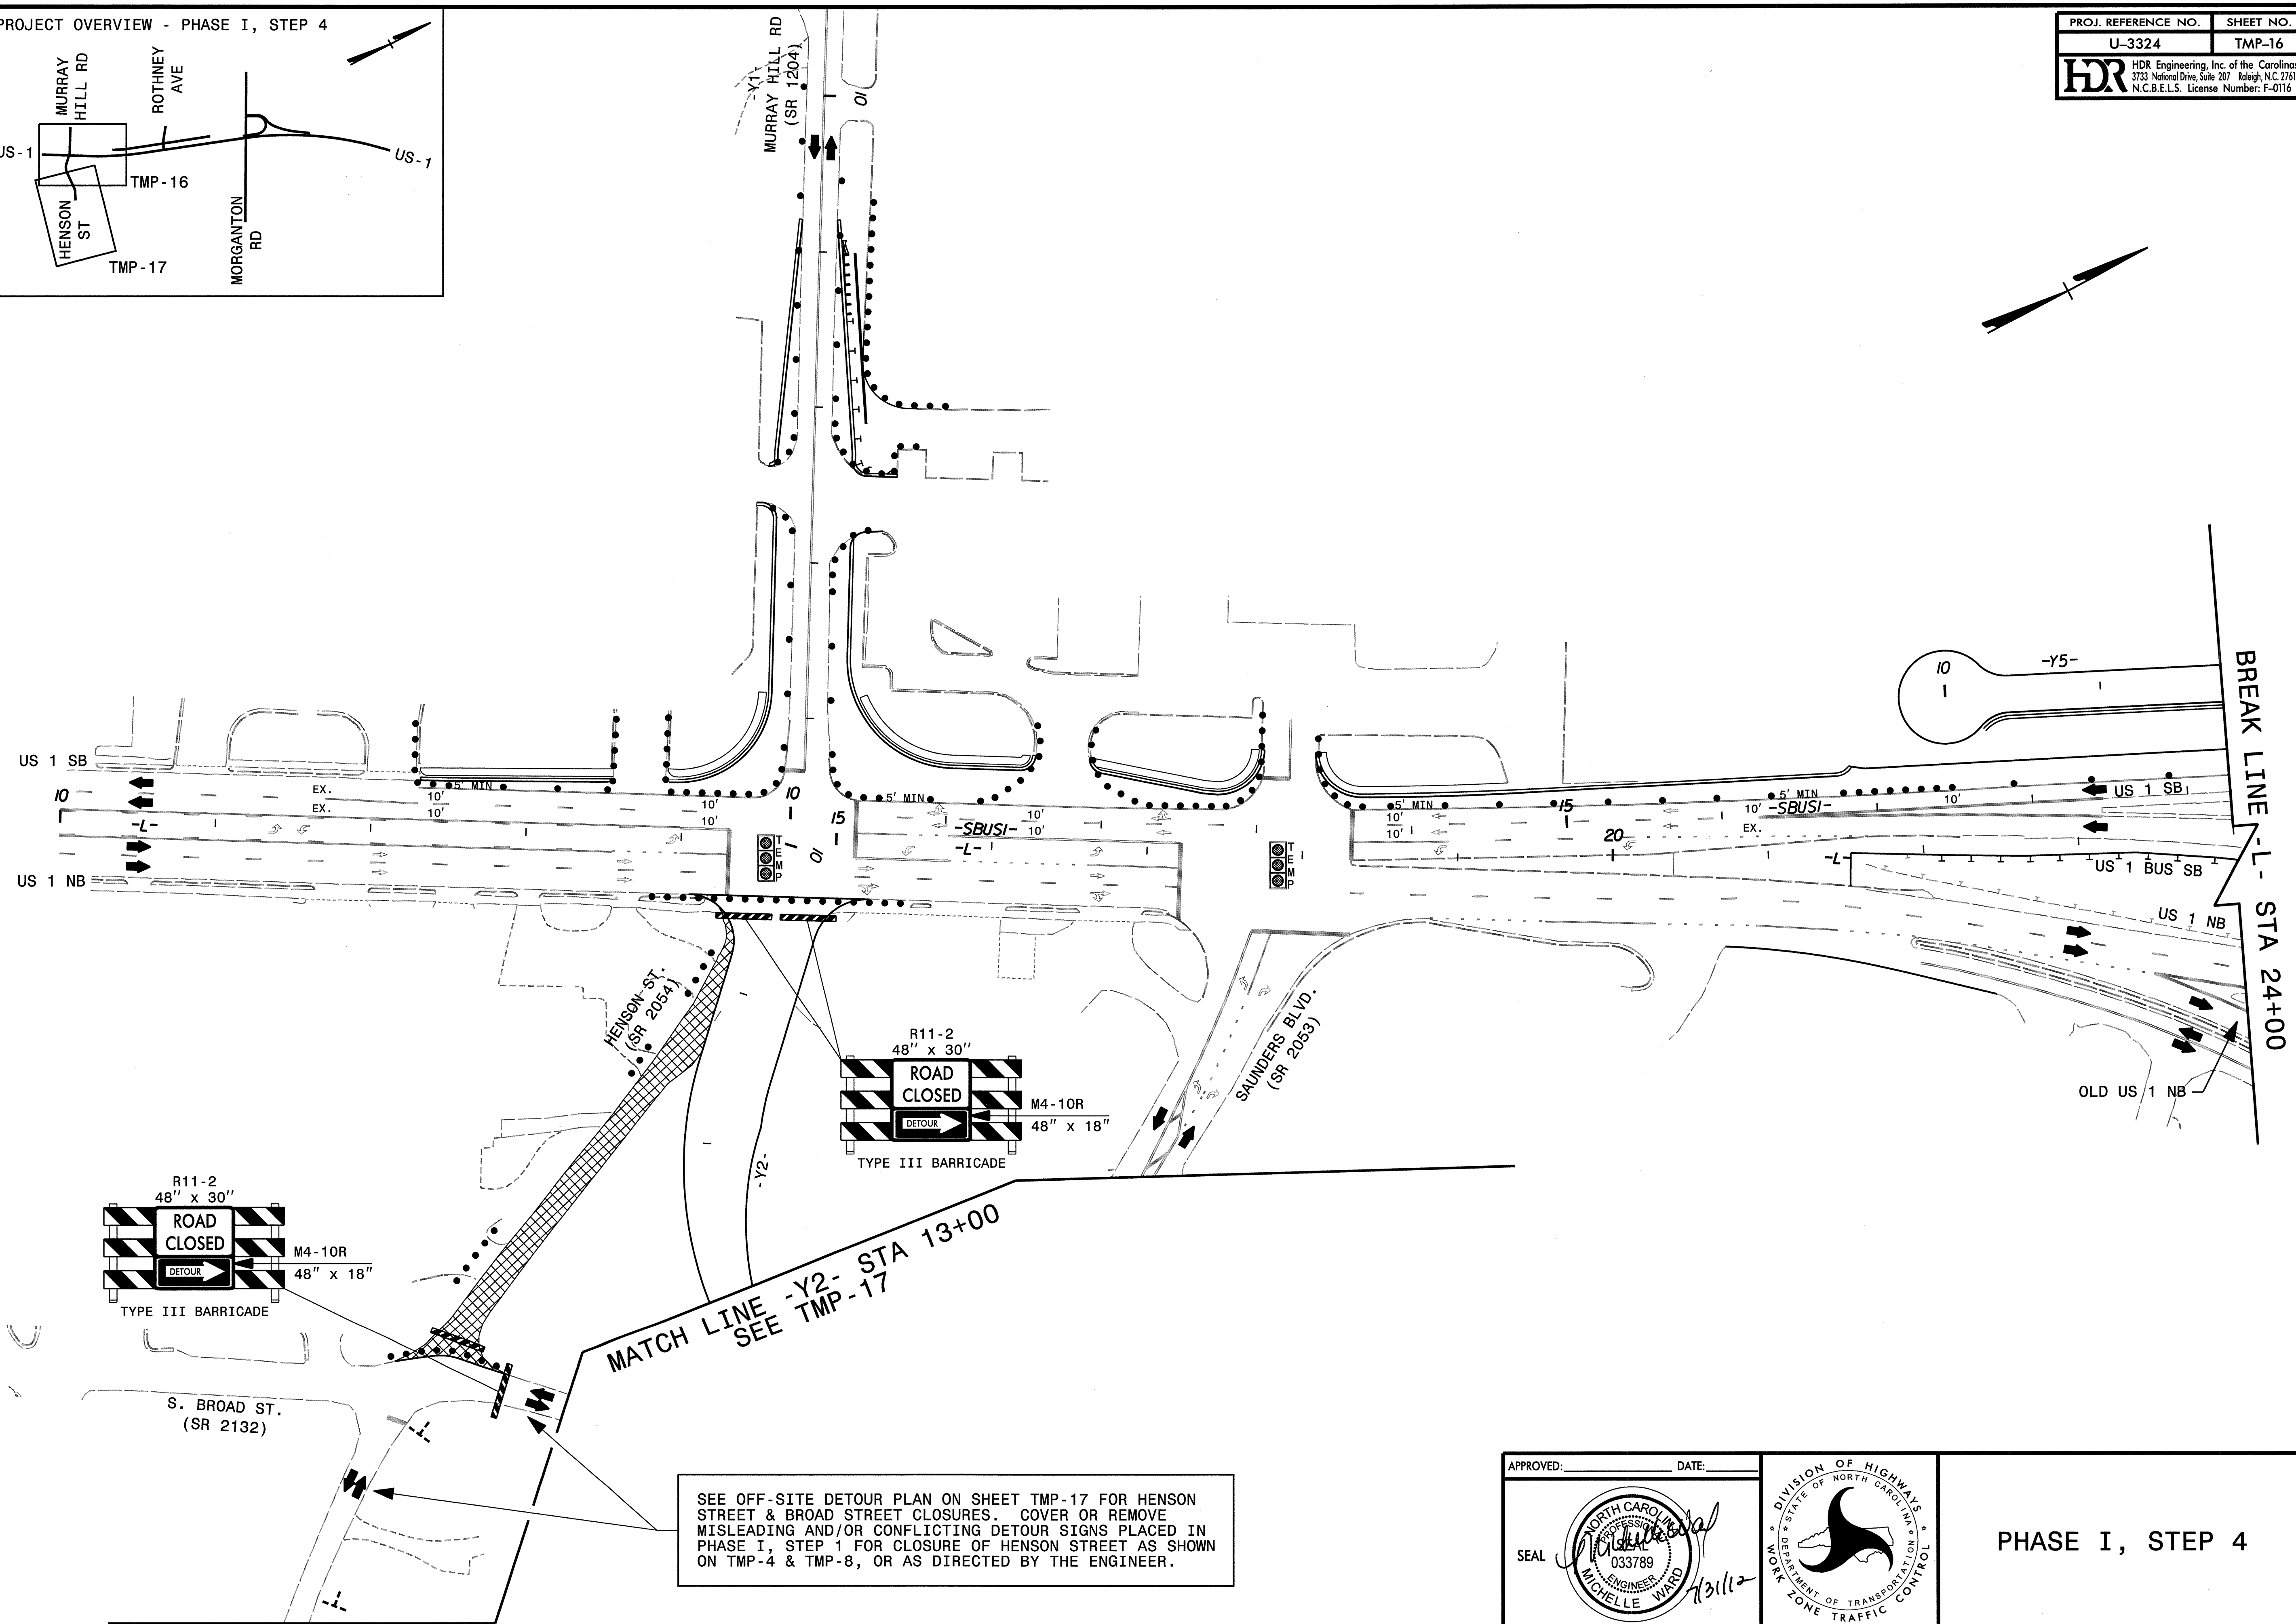 PROJECT OVERVIEW - PHASE I, STEP 4
MURRAY
HILL RD
ROTHNEY
AVE
US-1
US-1
TMP-16
HENSON
ST
TMP-17
MORGANTON
RD
PROJ. REFERENCE NO.
SHEET NO.
U-3324
TMP-16
HDR
HDR Engineering, Inc. of the Carolinas
3733 National Drive, Suite 207 Raleigh, N.C. 2761
N.C.B.E.L.S. License Number: F-0116
-Y1-
MURRAY HILL RD
(SR 1204)
10
US 1 SB
10
-L-
US 1 NB
EX.
EX.
10'
10'
5' MIN
10'
10'
10
15
10
TEMP
5' MIN
-SBUS1-
10'
10'
-L-
TEMP
5' MIN
10'
10'
15
20
5' MIN
10'
-SBUS1-
EX.
10'
US 1 SB
-L-
US 1 BUS SB
US 1 NB
10
-Y5-
BREAK LINE -L- STA 24+00
OLD US 1 NB
HENSON ST.
(SR 2054)
SAUNDERS BLVD.
(SR 2053)
-Y2-
R11-2
48" x 30"
ROAD
CLOSED
DETOUR
M4-10R
48" x 18"
TYPE III BARRICADE
R11-2
48" x 30"
ROAD
CLOSED
DETOUR
M4-10R
48" x 18"
TYPE III BARRICADE
MATCH LINE -Y2- STA 13+00
SEE TMP-17
S. BROAD ST.
(SR 2132)
SEE OFF-SITE DETOUR PLAN ON SHEET TMP-17 FOR HENSON
STREET & BROAD STREET CLOSURES. COVER OR REMOVE
MISLEADING AND/OR CONFLICTING DETOUR SIGNS PLACED IN
PHASE I, STEP 1 FOR CLOSURE OF HENSON STREET AS SHOWN
ON TMP-4 & TMP-8, OR AS DIRECTED BY THE ENGINEER.
APPROVED:
DATE:
SEAL
NORTH CAROLINA
PROFESSIONAL
SEAL
033789
ENGINEER
MICHELLE WARD
7/31/12
DIVISION OF HIGHWAYS
STATE OF NORTH CAROLINA
DEPARTMENT OF TRANSPORTATION
WORK ZONE TRAFFIC CONTROL
PHASE I, STEP 4